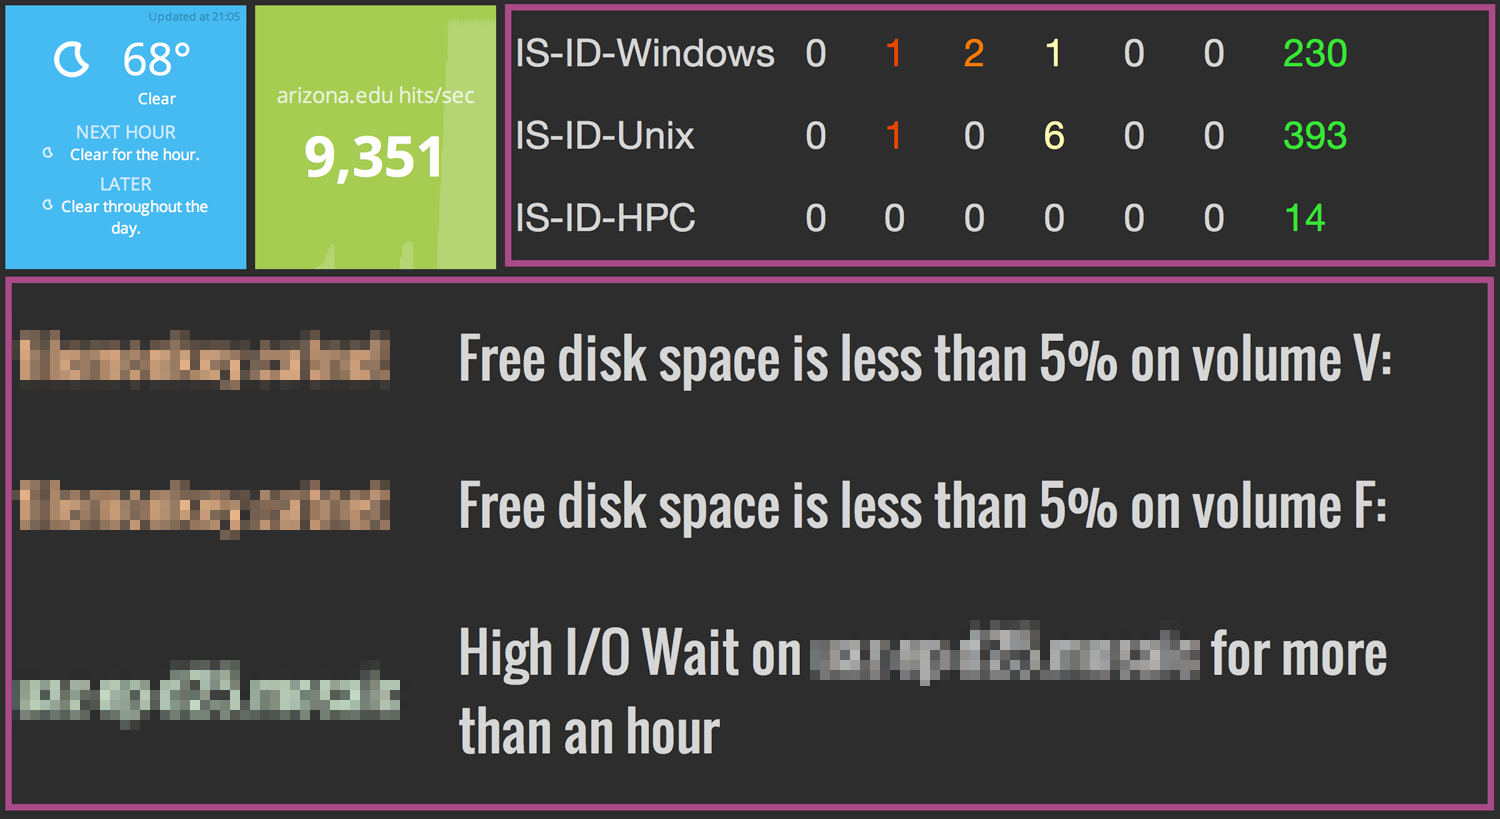 Updated at 21:05
68°
Clear
NEXT HOUR
Clear for the hour.
LATER
Clear throughout the
day.
arizona.edu hits/sec
9,351
IS-ID-Windows 0 1 2 1 0 0 230
IS-ID-Unix 0 1 0 6 0 0 393
IS-ID-HPC 0 0 0 0 0 0 14
Free disk space is less than 5% on volume V:
Free disk space is less than 5% on volume F:
High I/O Wait on for more
than an hour